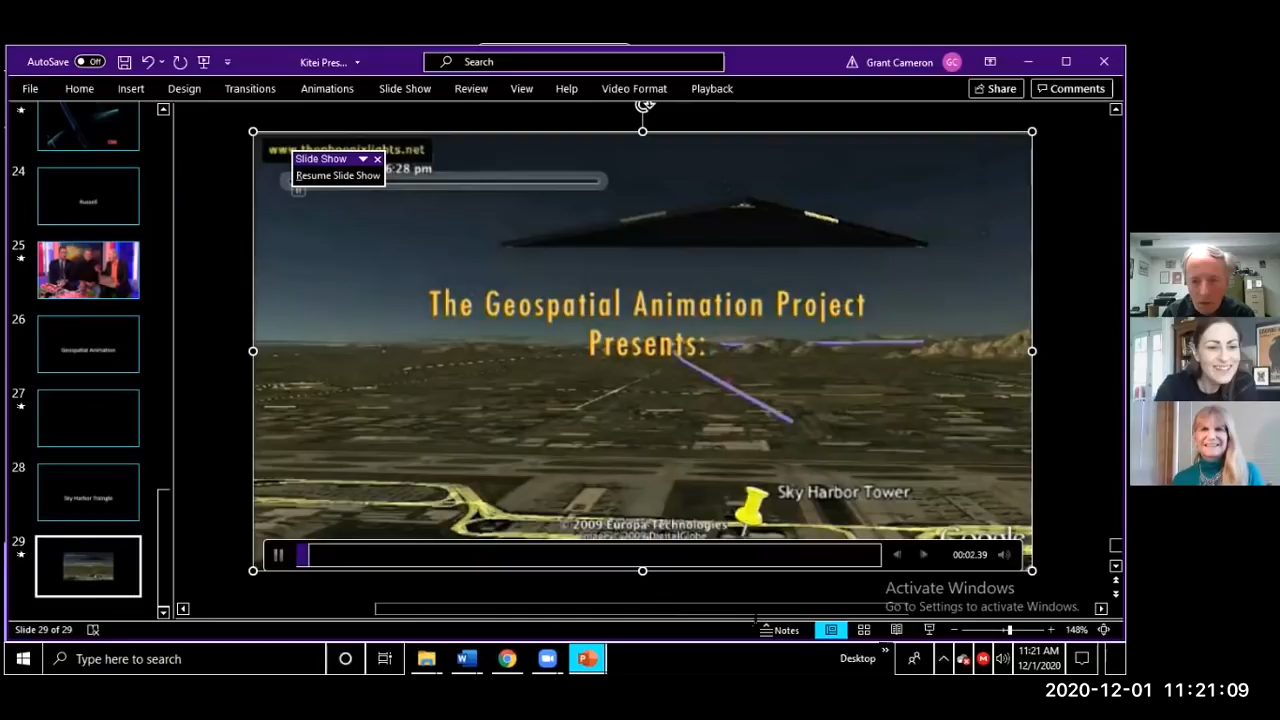 AutoSave Off Kitei Pres... Search Grant Cameron GC
File Home Insert Design Transitions Animations Slide Show Review View Help Video Format Playback Share Comments
www.thephoenixlights.net
Slide Show
6:28 pm
Resume Slide Show
24
Russell
25
26
Geospatial Animation
27
28
Sky Harbor Triangle
29
The Geospatial Animation Project
Presents:
Sky Harbor Tower
© 2009 Europa Technologies
Image © 2009 DigitalGlobe
Google
00:02.39
Activate Windows
Go to Settings to activate Windows.
Slide 29 of 29 Notes 148%
Type here to search Desktop 11:21 AM
12/1/2020
2020-12-01 11:21:09